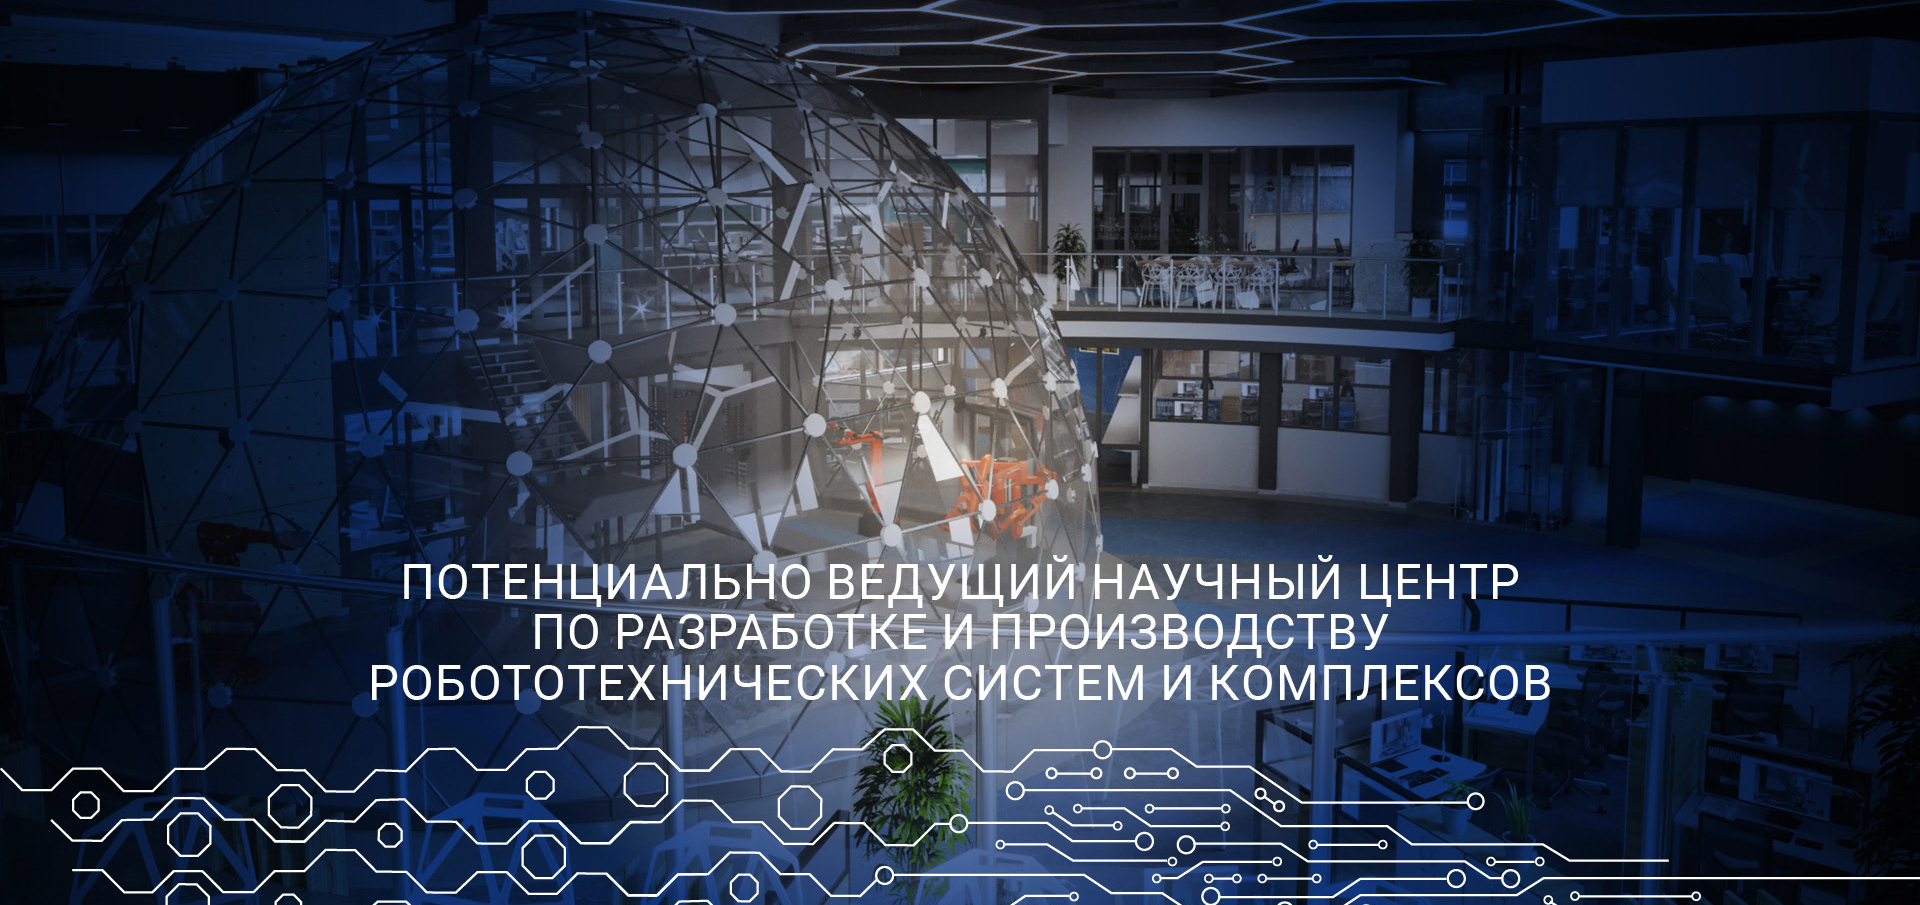 ПОТЕНЦИАЛЬНО ВЕДУЩИЙ НАУЧНЫЙ ЦЕНТР
ПО РАЗРАБОТКЕ И ПРОИЗВОДСТВУ
РОБОТОТЕХНИЧЕСКИХ СИСТЕМ И КОМПЛЕКСОВ